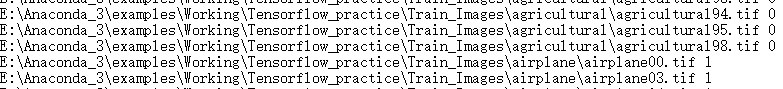 E:\Anaconda_3\examples\Working\Tensorflow_practice\Train_Images\agricultural\agricultural94.tif 0
E:\Anaconda_3\examples\Working\Tensorflow_practice\Train_Images\agricultural\agricultural95.tif 0
E:\Anaconda_3\examples\Working\Tensorflow_practice\Train_Images\agricultural\agricultural98.tif 0
E:\Anaconda_3\examples\Working\Tensorflow_practice\Train_Images\airplane\airplane00.tif 1
E:\Anaconda_3\examples\Working\Tensorflow_practice\Train_Images\airplane\airplane03.tif 1